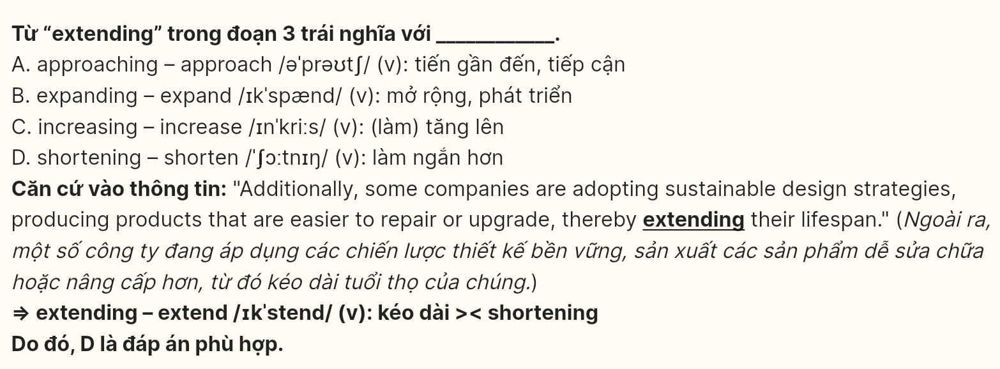 Từ “extending” trong đoạn 3 trái nghĩa với ____________.
A. approaching – approach /əˈprəʊtʃ/ (v): tiến gần đến, tiếp cận
B. expanding – expand /ɪkˈspænd/ (v): mở rộng, phát triển
C. increasing – increase /ɪnˈkriːs/ (v): (làm) tăng lên
D. shortening – shorten /ˈʃɔːtnɪŋ/ (v): làm ngắn hơn
Căn cứ vào thông tin: "Additionally, some companies are adopting sustainable design strategies,
producing products that are easier to repair or upgrade, thereby extending their lifespan." (Ngoài ra,
một số công ty đang áp dụng các chiến lược thiết kế bền vững, sản xuất các sản phẩm dễ sửa chữa
hoặc nâng cấp hơn, từ đó kéo dài tuổi thọ của chúng.)
⇒ extending – extend /ɪkˈstend/ (v): kéo dài >< shortening
Do đó, D là đáp án phù hợp.